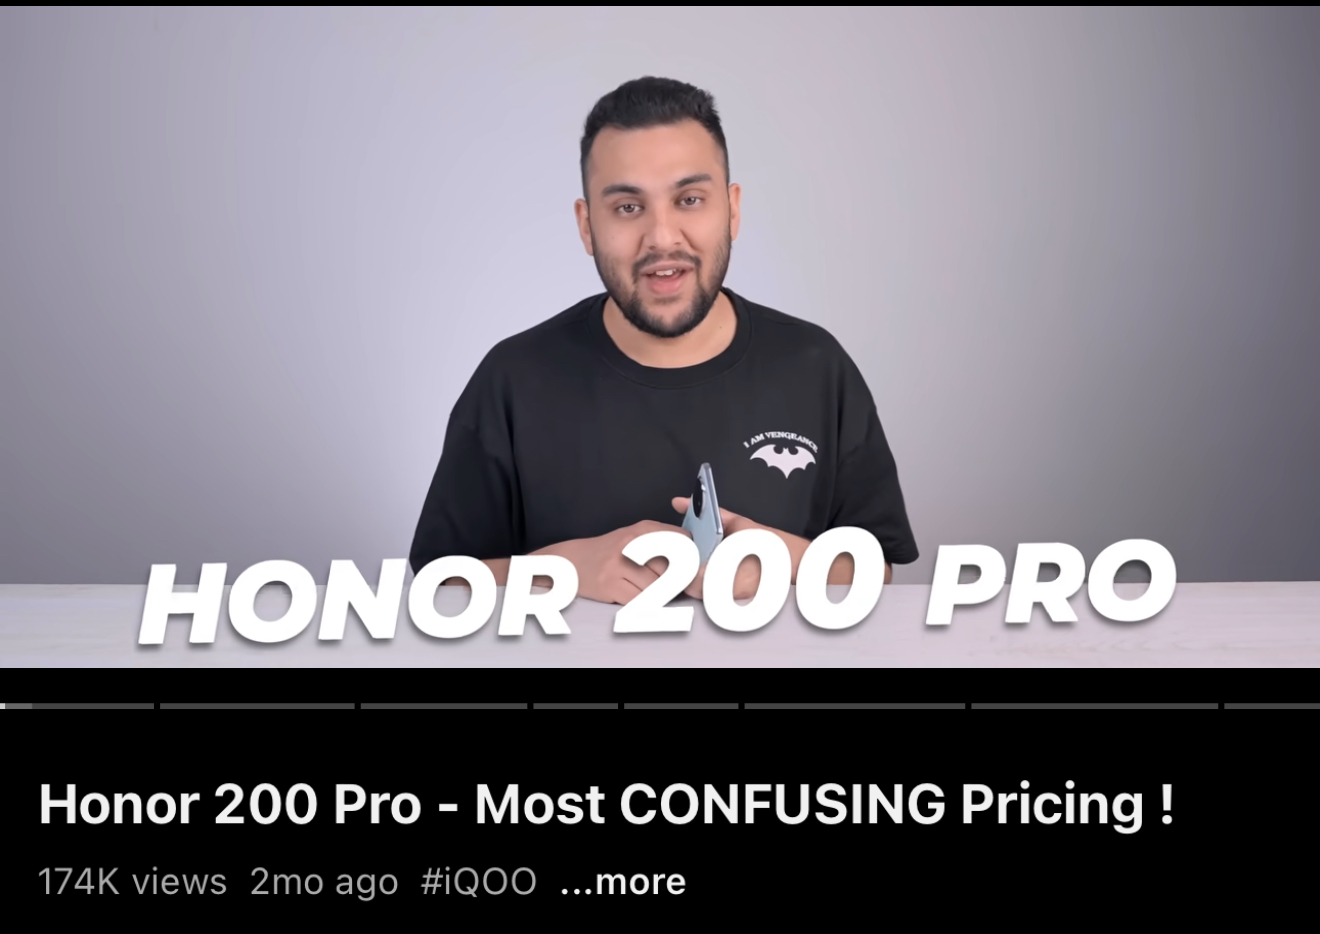 I AM VENGEANCE
HONOR 200 PRO
Honor 200 Pro - Most CONFUSING Pricing !
174K views 2mo ago #iQOO ...more